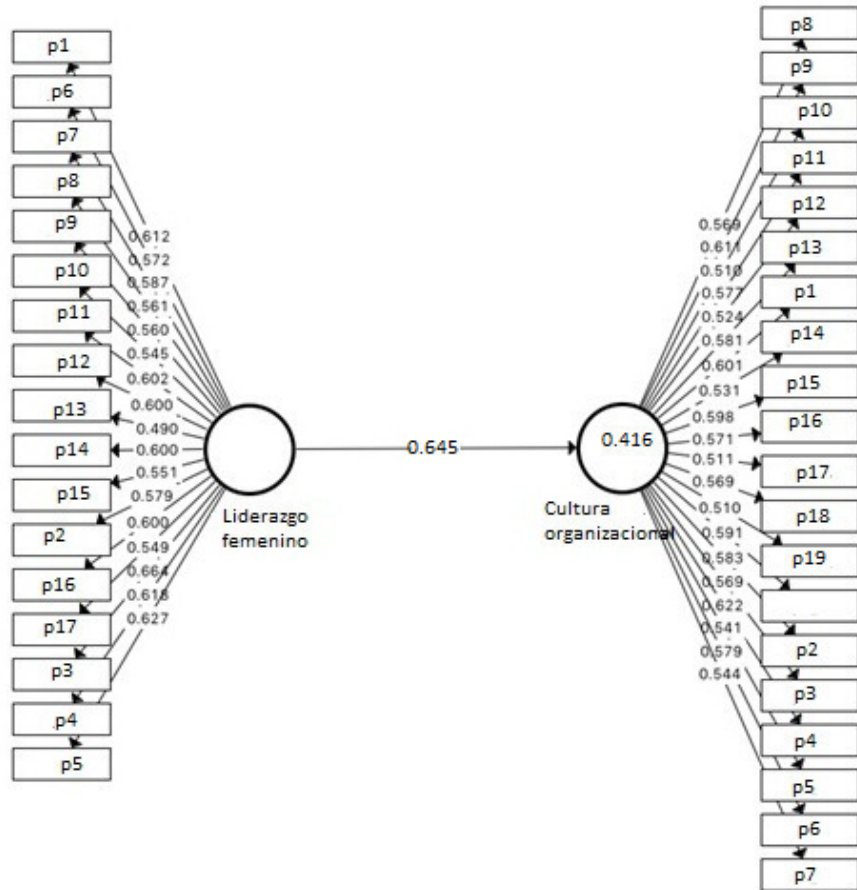 p1
p6
p7
p8
p9
p10
p11
p12
p13
p14
p15
p2
p16
p17
p3
p4
p5
0.612
0.572
0.587
0.561
0.560
0.545
0.602
0.600
0.490
0.600
0.551
0.579
0.600
0.549
0.664
0.618
0.627
Liderazgo
femenino
0.645
0.416
Cultura
organizacional
0.569
0.611
0.510
0.577
0.524
0.581
0.601
0.531
0.598
0.571
0.511
0.569
0.510
0.591
0.583
0.569
0.622
0.541
0.579
0.544
p8
p9
p10
p11
p12
p13
p1
p14
p15
p16
p17
p18
p19
p2
p3
p4
p5
p6
p7